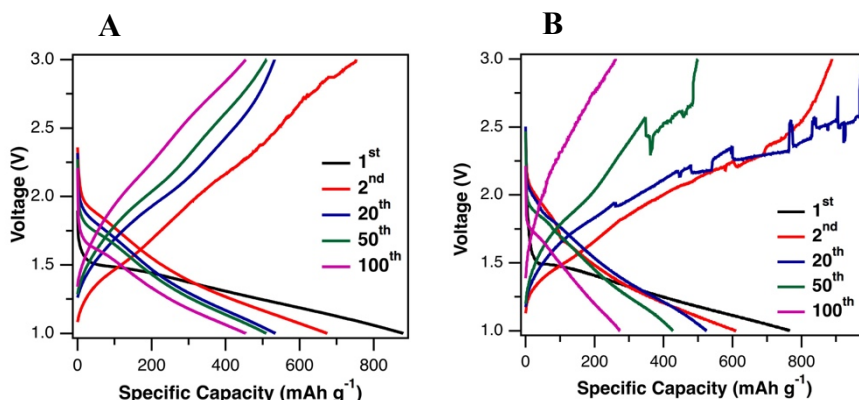 A
B
Voltage (V)
3.0
2.5
2.0
1.5
1.0
1st
2nd
20th
50th
100th
0
200
400
600
800
Specific Capacity (mAh g-1)
Voltage (V)
3.0
2.5
2.0
1.5
1.0
1st
2nd
20th
50th
100th
0
200
400
600
800
Specific Capacity (mAh g-1)